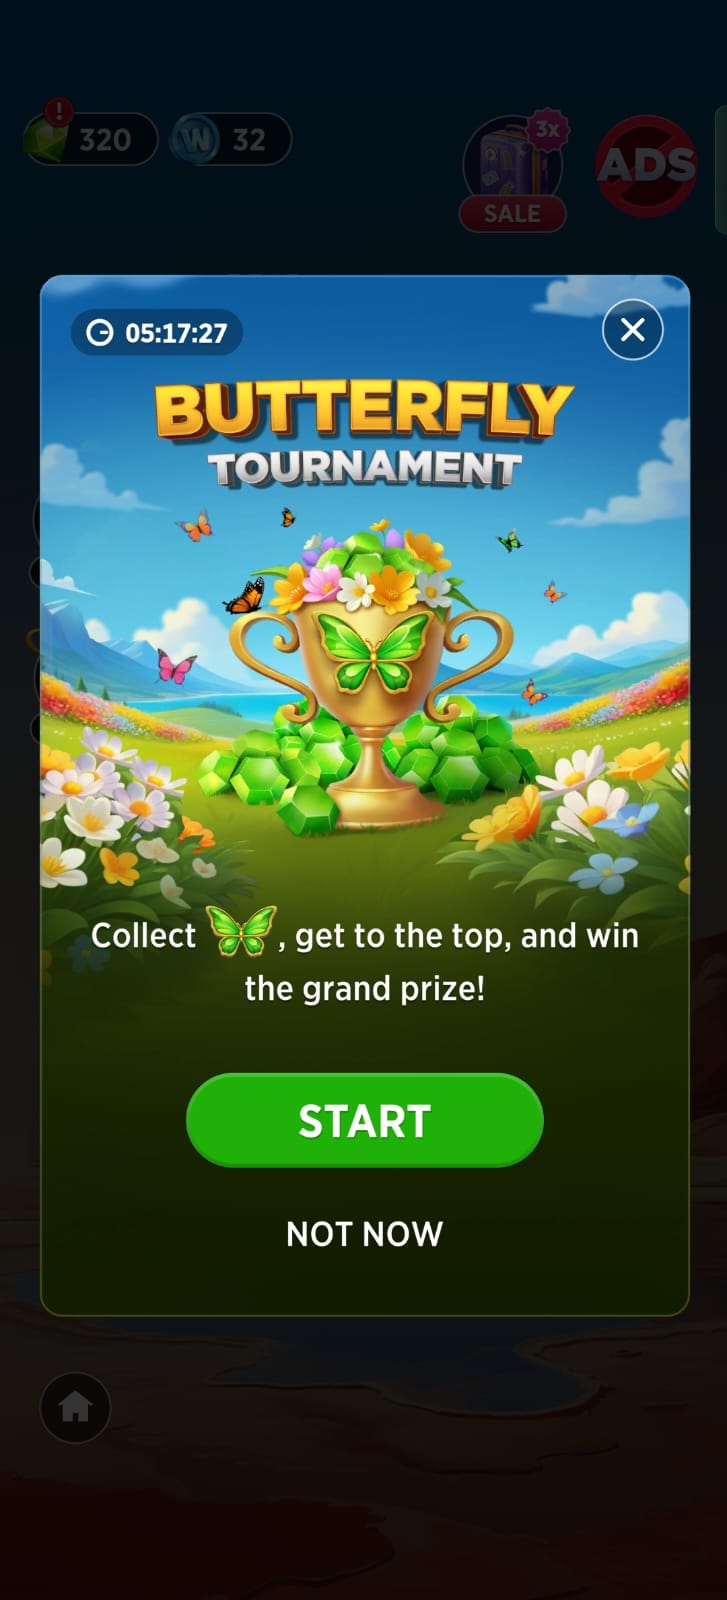 !
320
W
32
3x
SALE
ADS
05:17:27
BUTTERFLY
TOURNAMENT
Collect , get to the top, and win
the grand prize!
START
NOT NOW